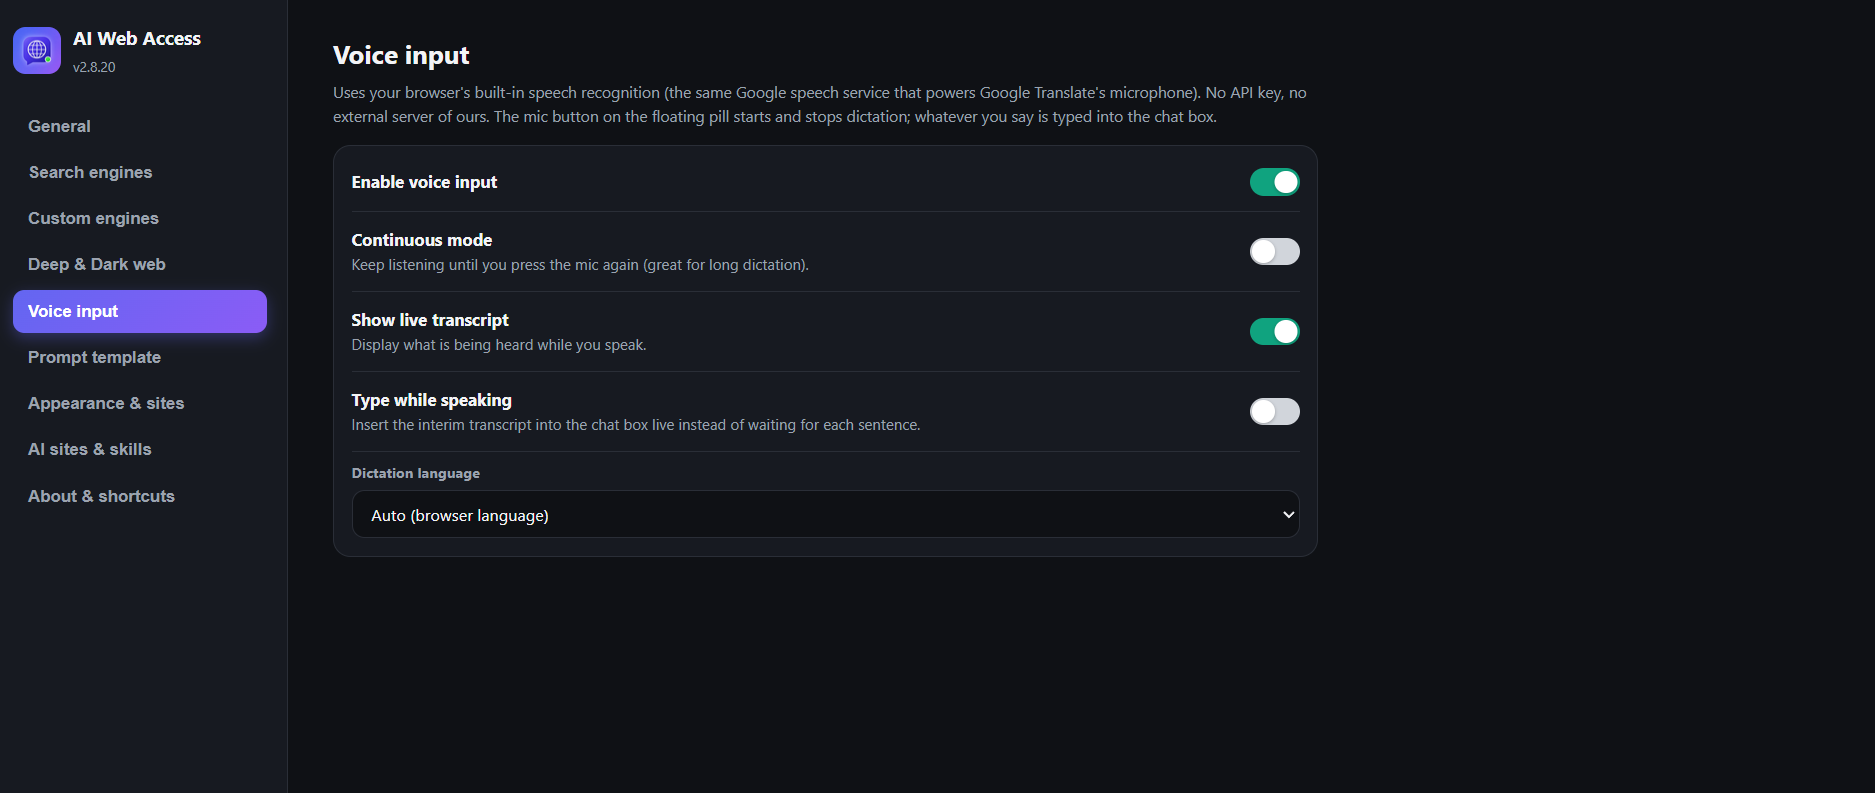 AI Web Access
v2.8.20
General
Search engines
Custom engines
Deep & Dark web
Voice input
Prompt template
Appearance & sites
AI sites & skills
About & shortcuts
Voice input
Uses your browser's built-in speech recognition (the same Google speech service that powers Google Translate's microphone). No API key, no
external server of ours. The mic button on the floating pill starts and stops dictation; whatever you say is typed into the chat box.
Enable voice input
Continuous mode
Keep listening until you press the mic again (great for long dictation).
Show live transcript
Display what is being heard while you speak.
Type while speaking
Insert the interim transcript into the chat box live instead of waiting for each sentence.
Dictation language
Auto (browser language)